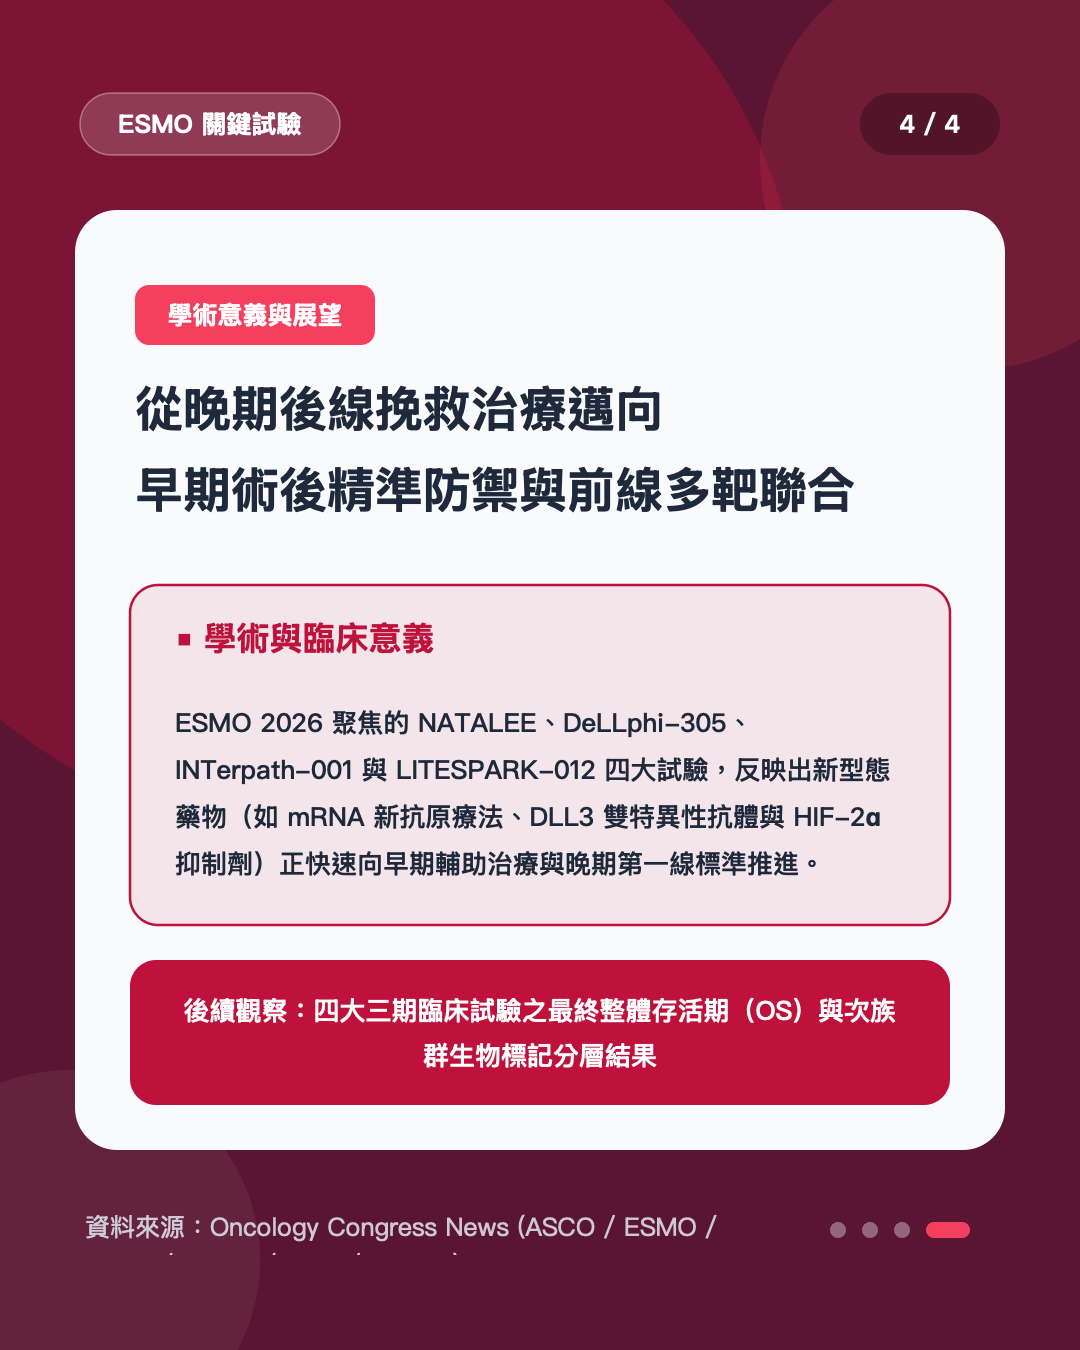 ESMO 關鍵試驗
4 / 4
學術意義與展望
從晚期後線挽救治療邁向
早期術後精準防禦與前線多靶聯合
▪ 學術與臨床意義
ESMO 2026 聚焦的 NATALEE、DeLLphi-305、
INTerpath-001 與 LITESPARK-012 四大試驗，反映出新型態
藥物（如 mRNA 新抗原療法、DLL3 雙特異性抗體與 HIF-2α
抑制劑）正快速向早期輔助治療與晚期第一線標準推進。
後續觀察：四大三期臨床試驗之最終整體存活期（OS）與次族
群生物標記分層結果
資料來源：Oncology Congress News (ASCO / ESMO /